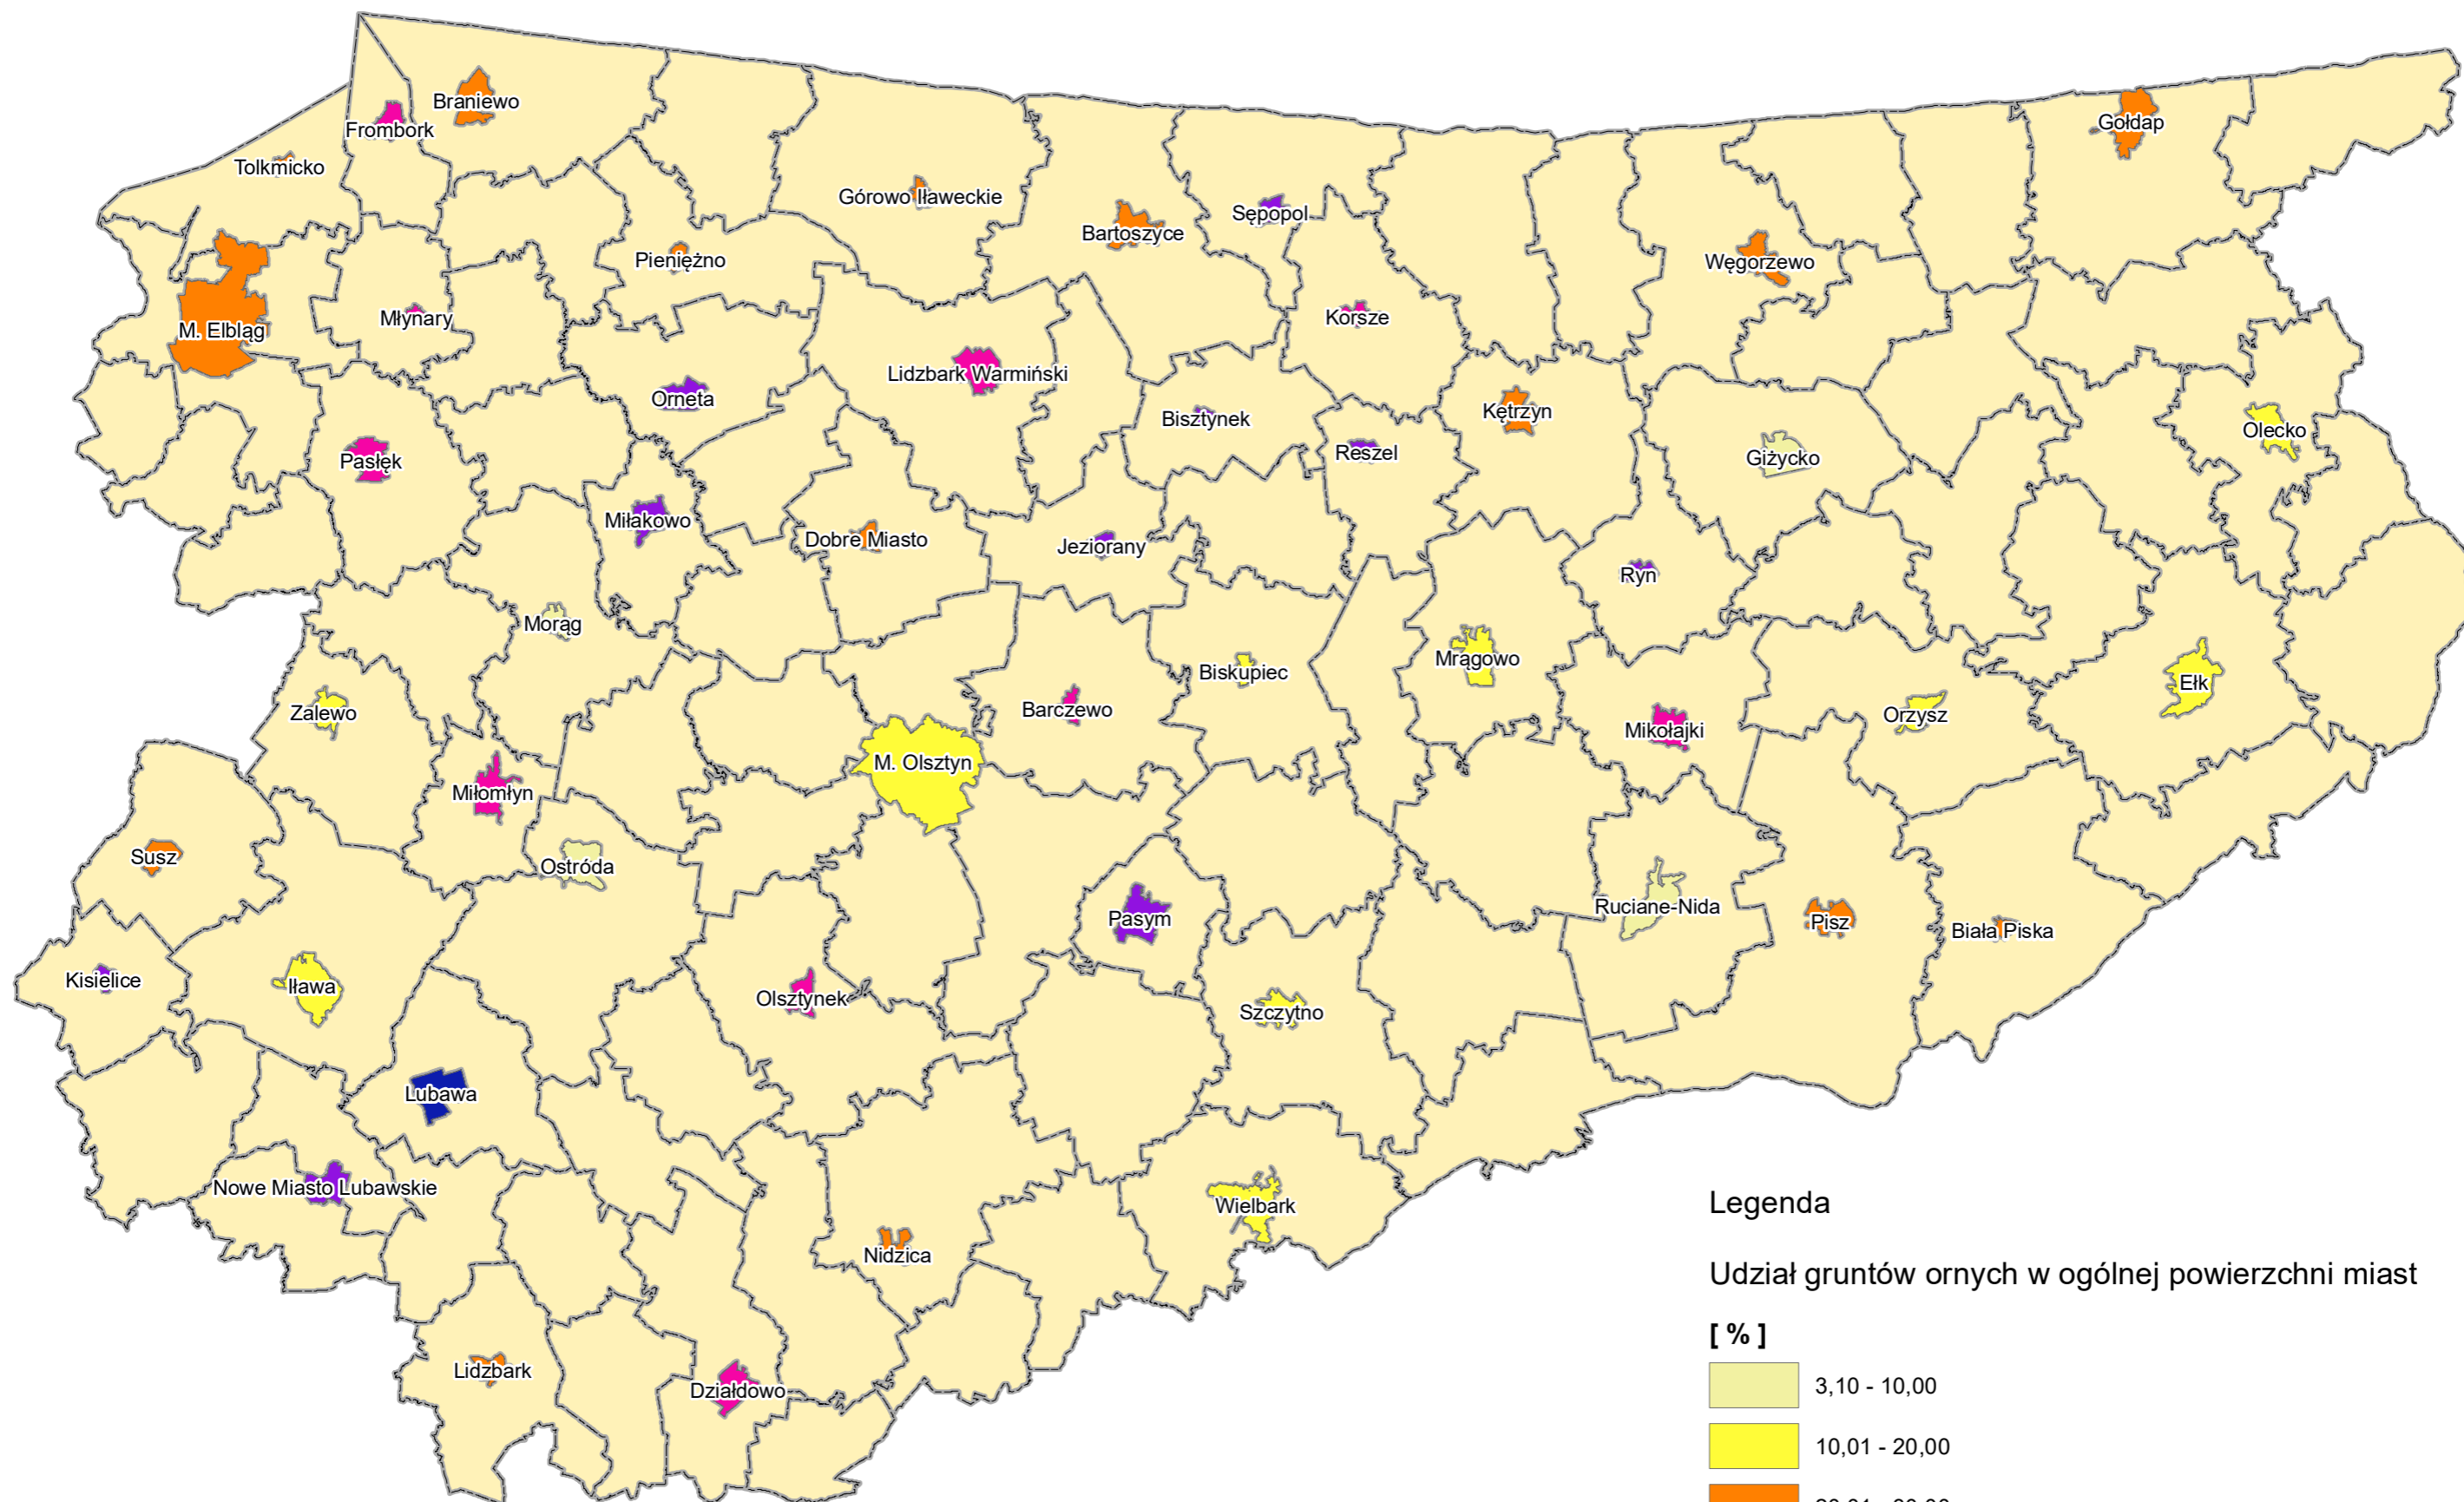 Braniewo
Frombork
Gołdap
Tolkmicko
Górowo Iławeckie
Sępopol
Bartoszyce
Pieniężno
Węgorzewo
Młynary
Korsze
M. Elbląg
Lidzbark Warmiński
Orneta
Kętrzyn
Bisztynek
Olecko
Reszel
Giżycko
Pasłęk
Miłakowo
Dobre Miasto
Jeziorany
Ryn
Morąg
Mrągowo
Biskupiec
Ełk
Barczewo
Zalewo
Orzysz
Mikołajki
M. Olsztyn
Miłomłyn
Susz
Ostróda
Ruciane-Nida
Pasym
Pisz
Biała Piska
Kisielice
Iława
Olsztynek
Szczytno
Lubawa
Nowe Miasto Lubawskie
Wielbark
Nidzica
Lidzbark
Działdowo
Legenda
Udział gruntów ornych w ogólnej powierzchni miast
[ % ]
3,10 - 10,00
10,01 - 20,00